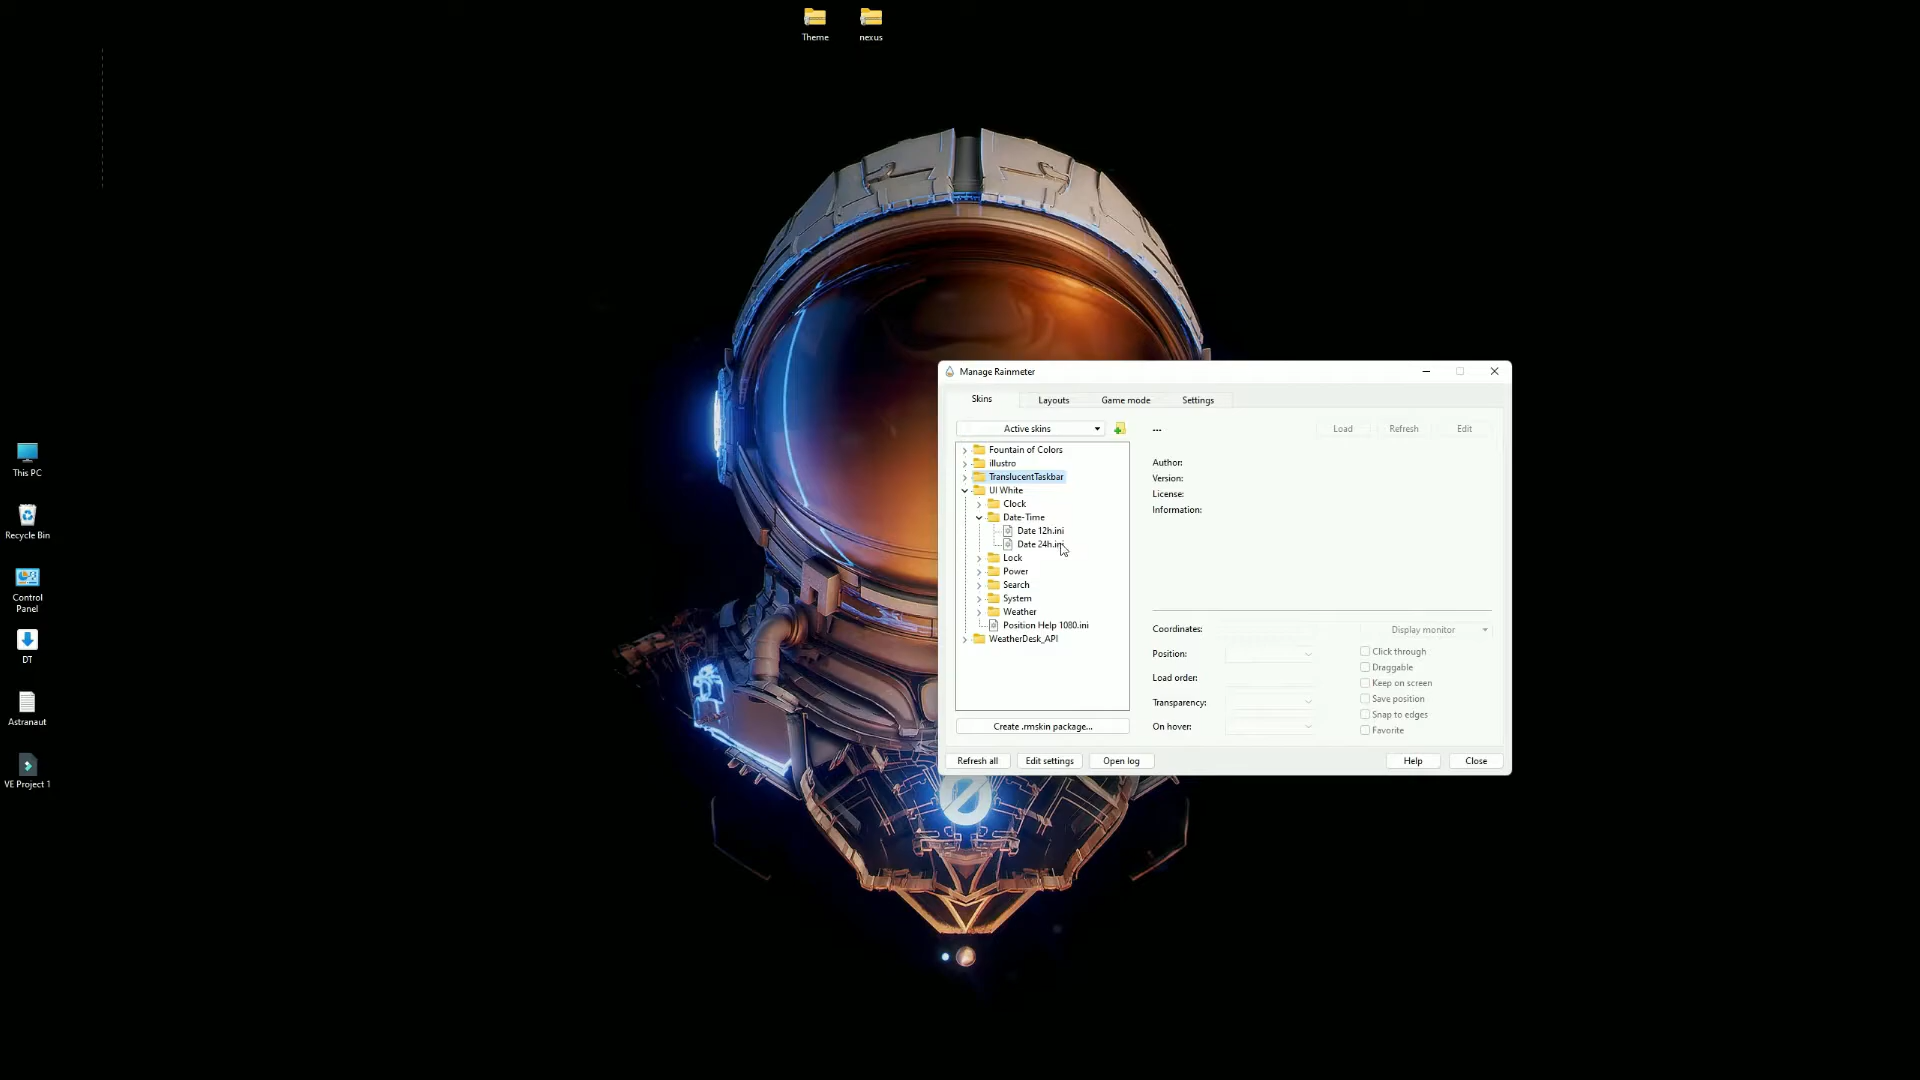 Theme
nexus
This PC
Recycle Bin
Control
Panel
DT
Astranaut
VE Project 1
Manage Rainmeter
Skins
Layouts
Game mode
Settings
Active skins
...
Load
Refresh
Edit
Fountain of Colors
illustro
TranslucentTaskbar
UI White
Clock
Date-Time
Date 12h.ini
Date 24h.ini
Lock
Power
Search
System
Weather
Position Help 1080.ini
WeatherDesk_API
Author:
Version:
License:
Information:
Coordinates:
Display monitor
Position:
Click through
Draggable
Load order:
Keep on screen
Transparency:
Save position
Snap to edges
On hover:
Favorite
Create .rmskin package...
Refresh all
Edit settings
Open log
Help
Close